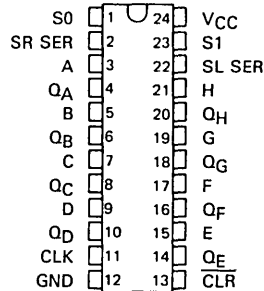 S0 1 24 VCC
SR SER 2 23 S1
A 3 22 SL SER
QA 4 21 H
B 5 20 QH
QB 6 19 G
C 7 18 QG
QC 8 17 F
D 9 16 QF
QD 10 15 E
CLK 11 14 QE
GND 12 13 C̅L̅R̅